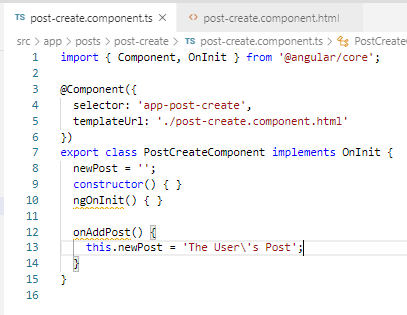 post-create.component.ts × <> post-create.component.html
src > app > posts > post-create > post-create.component.ts > PostCreate
1 import { Component, OnInit } from '@angular/core';
2
3 @Component({
4 selector: 'app-post-create',
5 templateUrl: './post-create.component.html'
6 })
7 export class PostCreateComponent implements OnInit {
8 newPost = '';
9 constructor() { }
10 ngOnInit() { }
11
12 onAddPost() {
13 this.newPost = 'The User\'s Post';
14 }
15 }
16